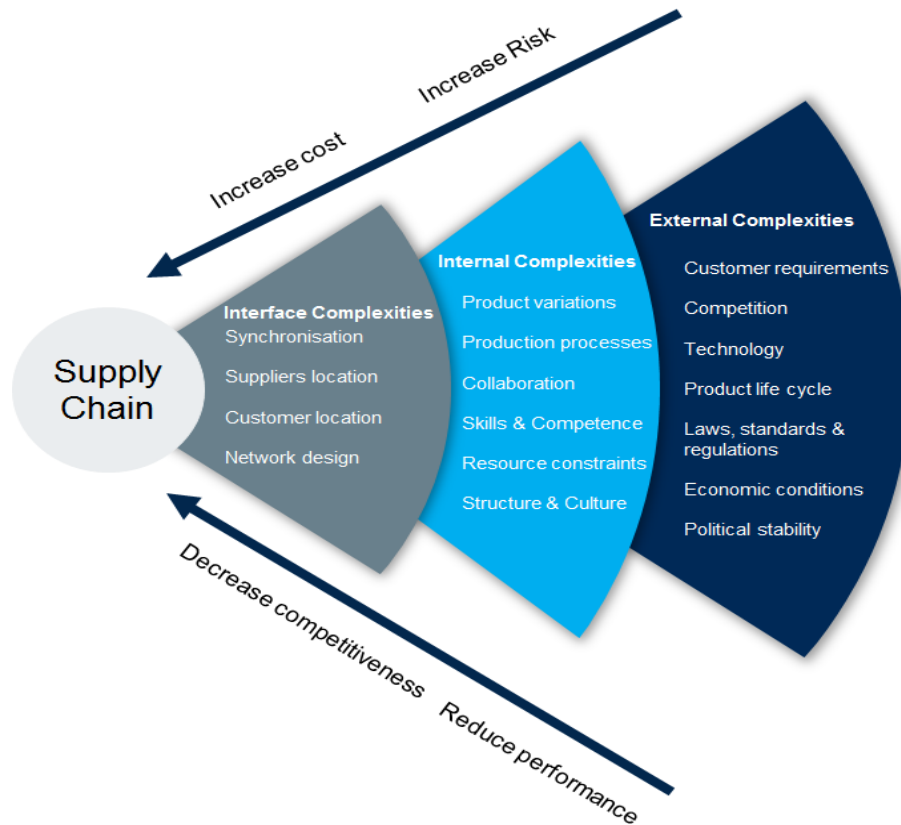 Increase Risk
Increase cost
Supply
Chain
Interface Complexities
Synchronisation
Suppliers location
Customer location
Network design
Internal Complexities
Product variations
Production processes
Collaboration
Skills & Competence
Resource constraints
Structure & Culture
External Complexities
Customer requirements
Competition
Technology
Product life cycle
Laws, standards &
regulations
Economic conditions
Political stability
Decrease competitiveness
Reduce performance